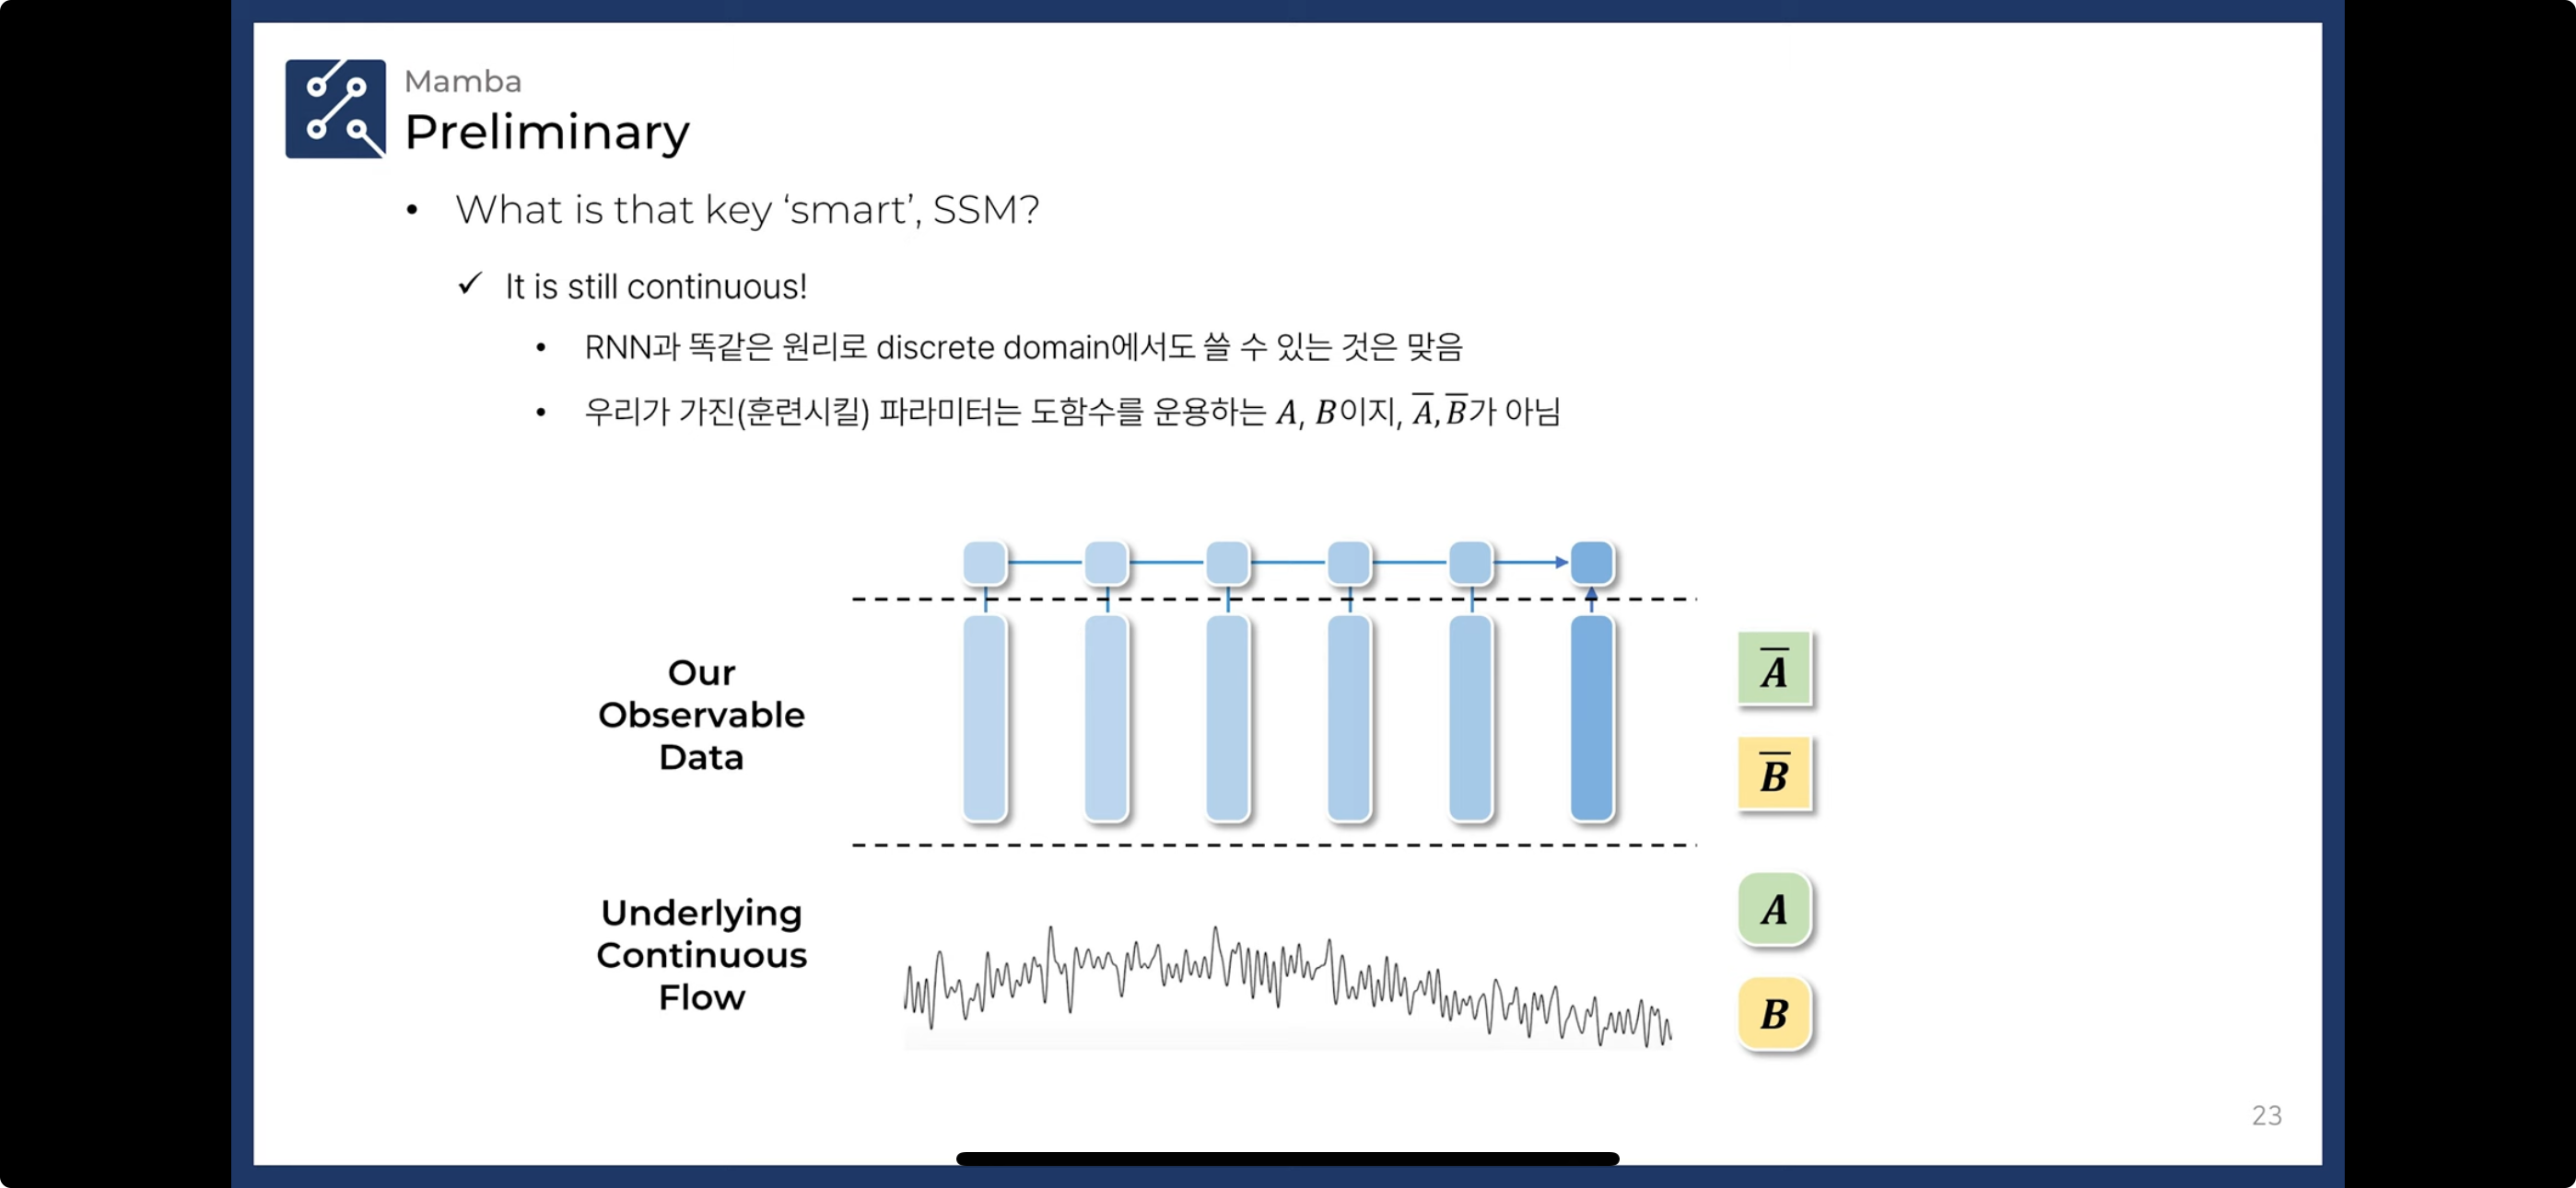 Mamba
Preliminary
• What is that key ‘smart’, SSM?
✓ It is still continuous!
• RNN과 똑같은 원리로 discrete domain에서도 쓸 수 있는 것은 맞음
• 우리가 가진(훈련시킬) 파라미터는 도함수를 운용하는 A, B이지, A̅, B̅가 아님
Our
Observable
Data
A̅
B̅
Underlying
Continuous
Flow
A
B
23